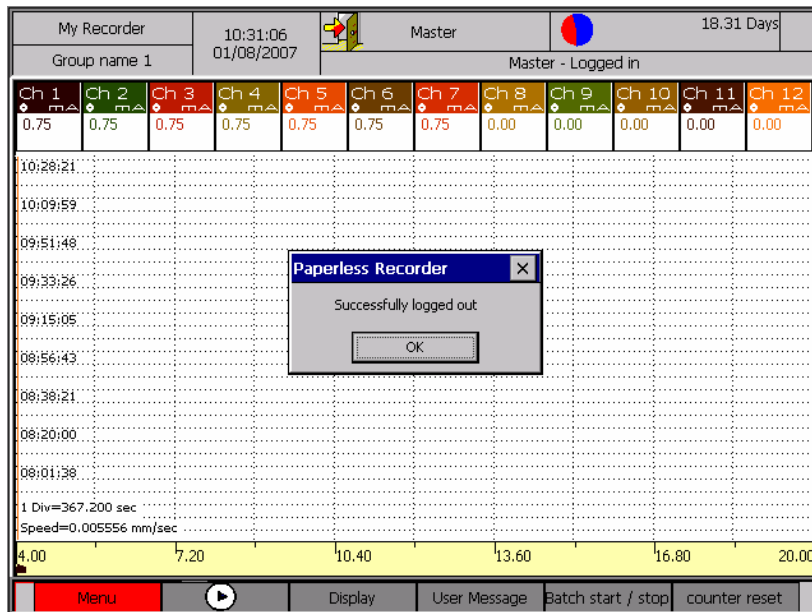 My Recorder
Group name 1
10:31:06
01/08/2007
Master
18.31 Days
Master - Logged in
Ch 1 Ch 2 Ch 3 Ch 4 Ch 5 Ch 6 Ch 7 Ch 8 Ch 9 Ch 10 Ch 11 Ch 12
mA mA mA mA mA mA mA mA mA mA mA mA
0.75 0.75 0.75 0.75 0.75 0.75 0.75 0.00 0.00 0.00 0.00 0.00
10:28:21
10:09:59
09:51:48
09:33:26
09:15:05
08:56:43
08:38:21
08:20:00
08:01:38
Paperless Recorder
Successfully logged out
OK
1 Div=367.200 sec
Speed=0.005556 mm/sec
4.00 7.20 10.40 13.60 16.80 20.00
Menu Display User Message Batch start / stop counter reset